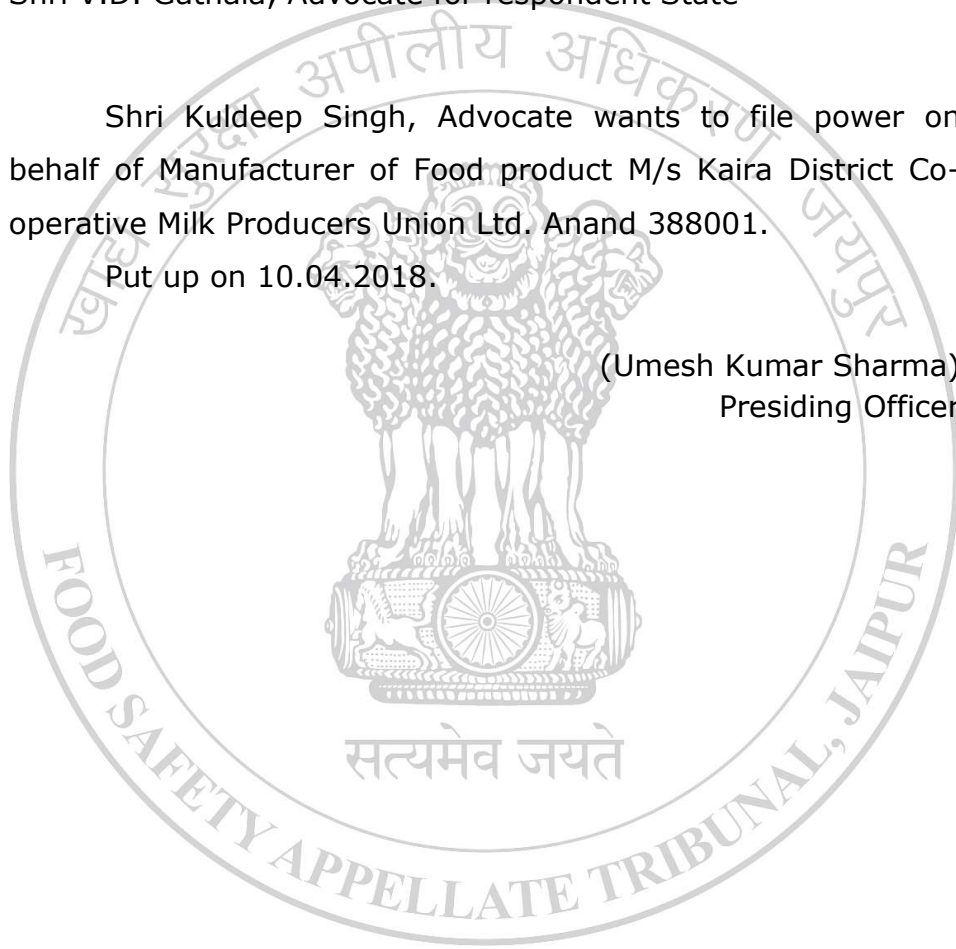 Shri V.D. Gathala, Advocate for respondent State
खाद्य सुरक्षा अपीलीय अधिकरण जयपुर
Shri Kuldeep Singh, Advocate wants to file power on
behalf of Manufacturer of Food product M/s Kaira District Co-
operative Milk Producers Union Ltd. Anand 388001.
Put up on 10.04.2018.
(Umesh Kumar Sharma)
Presiding Officer
सत्यमेव जयते
FOOD SAFETY APPELLATE TRIBUNAL, JAIPUR